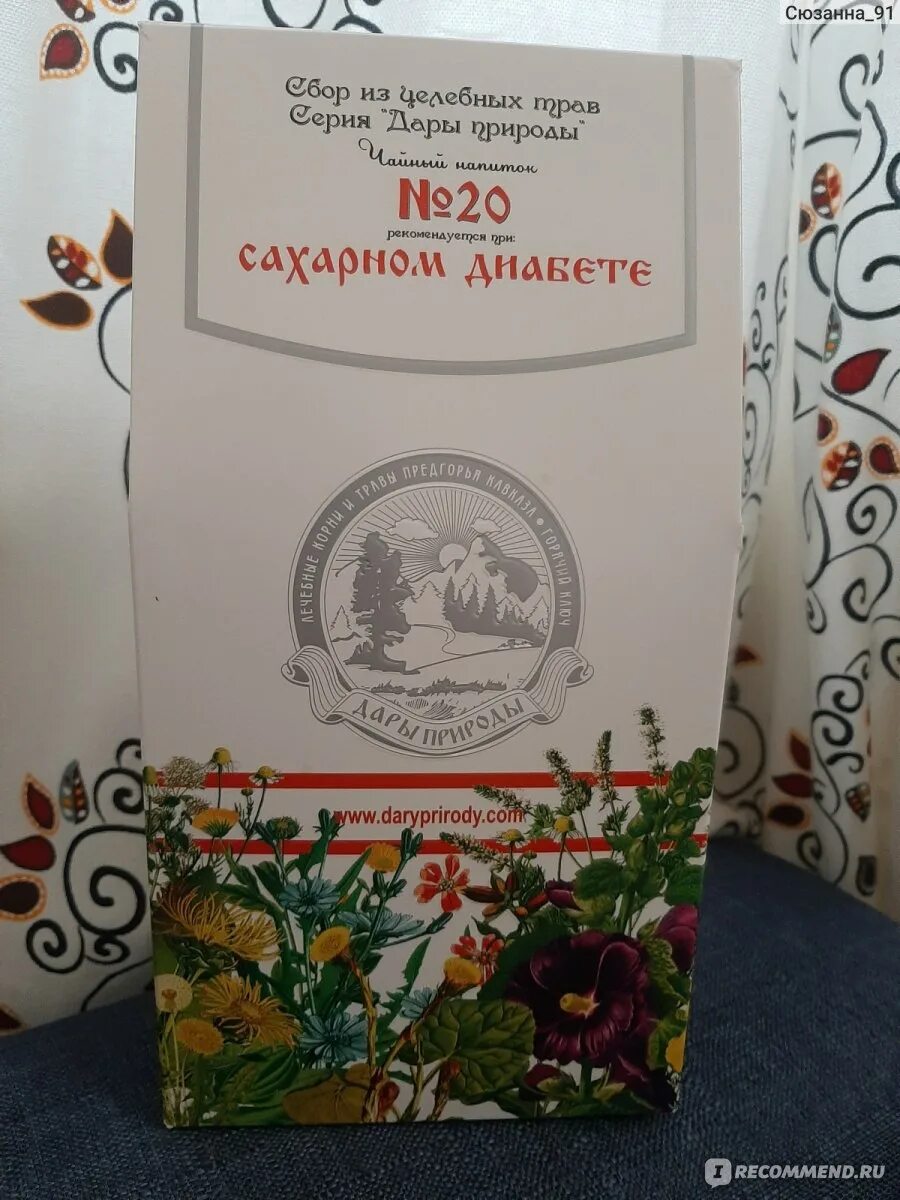 Сюзанна_91
Сбор из целебных трав
Серия "Дары природы"
Чайный напиток
№20
рекомендуется при:
САХАРНОМ ДИАБЕТЕ
ЛЕЧЕБНЫЕ КОРНИ И ТРАВЫ ПРЕДГОРЬЯ КАВКАЗА • ГОРЯЧИЙ КЛЮЧ
ДАРЫ ПРИРОДЫ
www.daryprirody.com
I RECOMMEND.RU